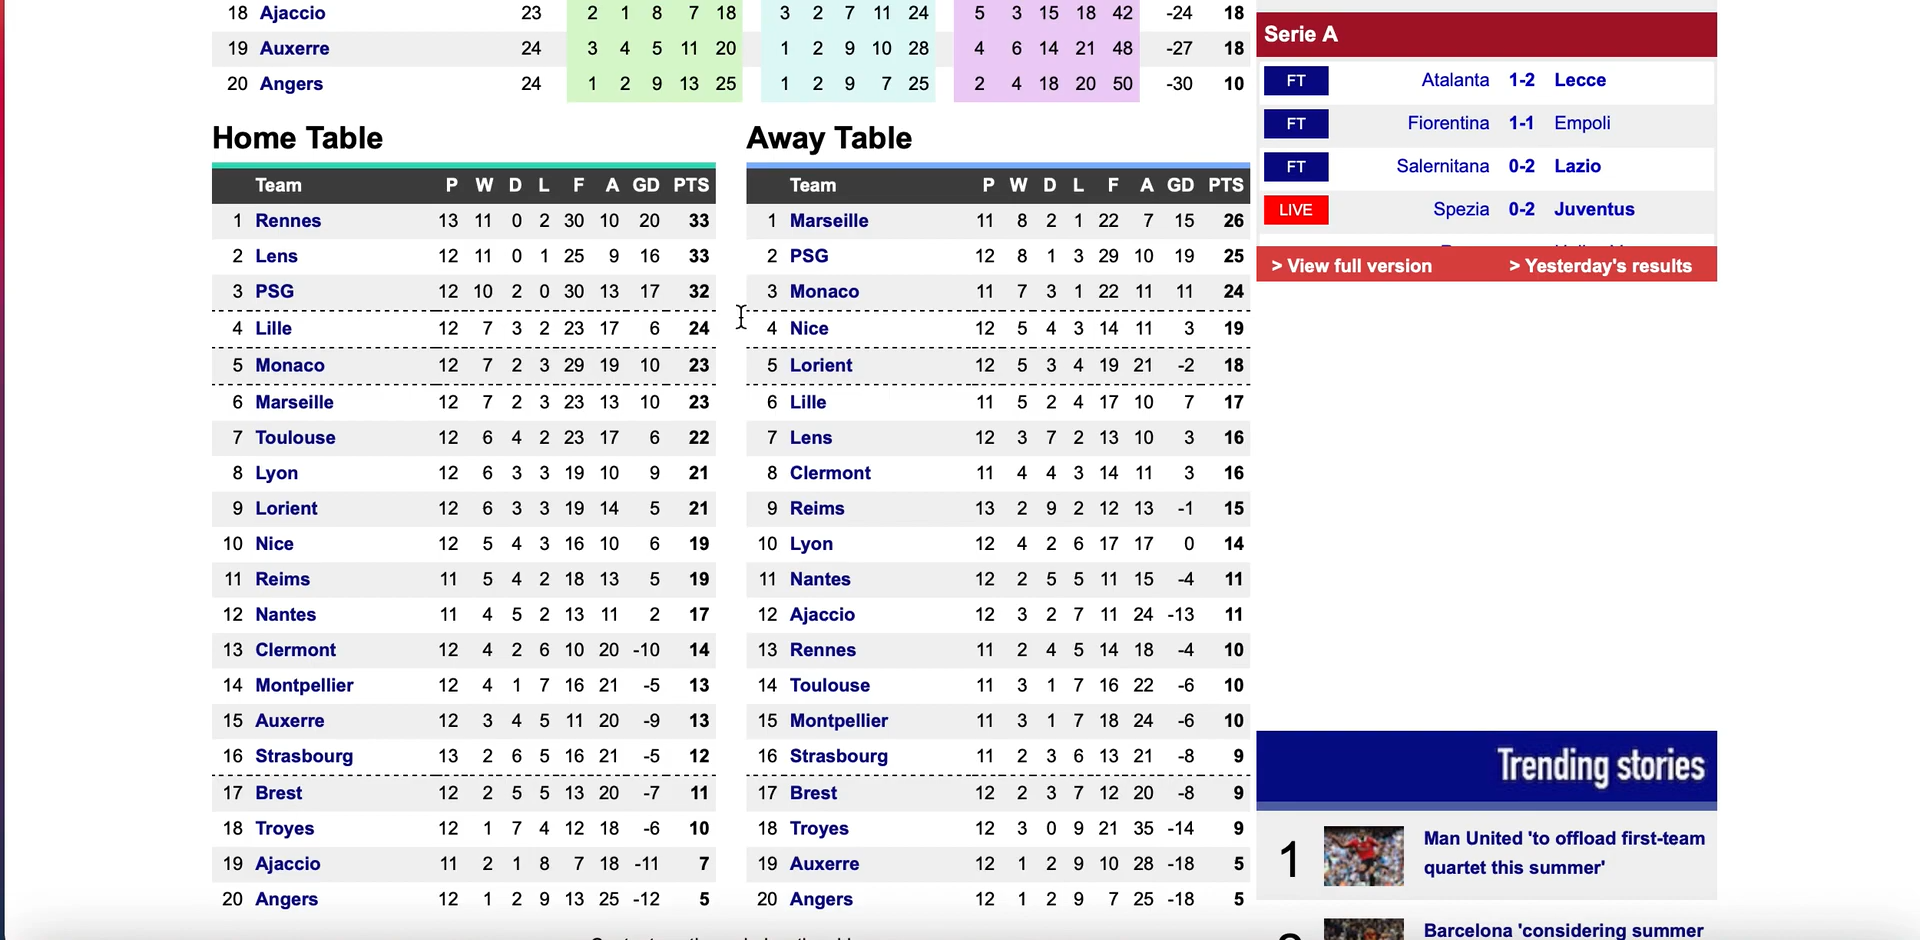 18 Ajaccio 23 2 1 8 7 18 3 2 7 11 24 5 3 15 18 42 -24 18
19 Auxerre 24 3 4 5 11 20 1 2 9 10 28 4 6 14 21 48 -27 18
20 Angers 24 1 2 9 13 25 1 2 9 7 25 2 4 18 20 50 -30 10
Home Table
Team P W D L F A GD PTS
1 Rennes 13 11 0 2 30 10 20 33
2 Lens 12 11 0 1 25 9 16 33
3 PSG 12 10 2 0 30 13 17 32
4 Lille 12 7 3 2 23 17 6 24
5 Monaco 12 7 2 3 29 19 10 23
6 Marseille 12 7 2 3 23 13 10 23
7 Toulouse 12 6 4 2 23 17 6 22
8 Lyon 12 6 3 3 19 10 9 21
9 Lorient 12 6 3 3 19 14 5 21
10 Nice 12 5 4 3 16 10 6 19
11 Reims 11 5 4 2 18 13 5 19
12 Nantes 11 4 5 2 13 11 2 17
13 Clermont 12 4 2 6 10 20 -10 14
14 Montpellier 12 4 1 7 16 21 -5 13
15 Auxerre 12 3 4 5 11 20 -9 13
16 Strasbourg 13 2 6 5 16 21 -5 12
17 Brest 12 2 5 5 13 20 -7 11
18 Troyes 12 1 7 4 12 18 -6 10
19 Ajaccio 11 2 1 8 7 18 -11 7
20 Angers 12 1 2 9 13 25 -12 5
Away Table
Team P W D L F A GD PTS
1 Marseille 11 8 2 1 22 7 15 26
2 PSG 12 8 1 3 29 10 19 25
3 Monaco 11 7 3 1 22 11 11 24
4 Nice 12 5 4 3 14 11 3 19
5 Lorient 12 5 3 4 19 21 -2 18
6 Lille 11 5 2 4 17 10 7 17
7 Lens 12 3 7 2 13 10 3 16
8 Clermont 11 4 4 3 14 11 3 16
9 Reims 13 2 9 2 12 13 -1 15
10 Lyon 12 4 2 6 17 17 0 14
11 Nantes 12 2 5 5 11 15 -4 11
12 Ajaccio 12 3 2 7 11 24 -13 11
13 Rennes 11 2 4 5 14 18 -4 10
14 Toulouse 11 3 1 7 16 22 -6 10
15 Montpellier 11 3 1 7 18 24 -6 10
16 Strasbourg 11 2 3 6 13 21 -8 9
17 Brest 12 2 3 7 12 20 -8 9
18 Troyes 12 3 0 9 21 35 -14 9
19 Auxerre 12 1 2 9 10 28 -18 5
20 Angers 12 1 2 9 7 25 -18 5
Serie A
FT Atalanta 1-2 Lecce
FT Fiorentina 1-1 Empoli
FT Salernitana 0-2 Lazio
LIVE Spezia 0-2 Juventus
> View full version > Yesterday's results
Trending stories
1 Man United 'to offload first-team
quartet this summer'
Barcelona 'considering summer